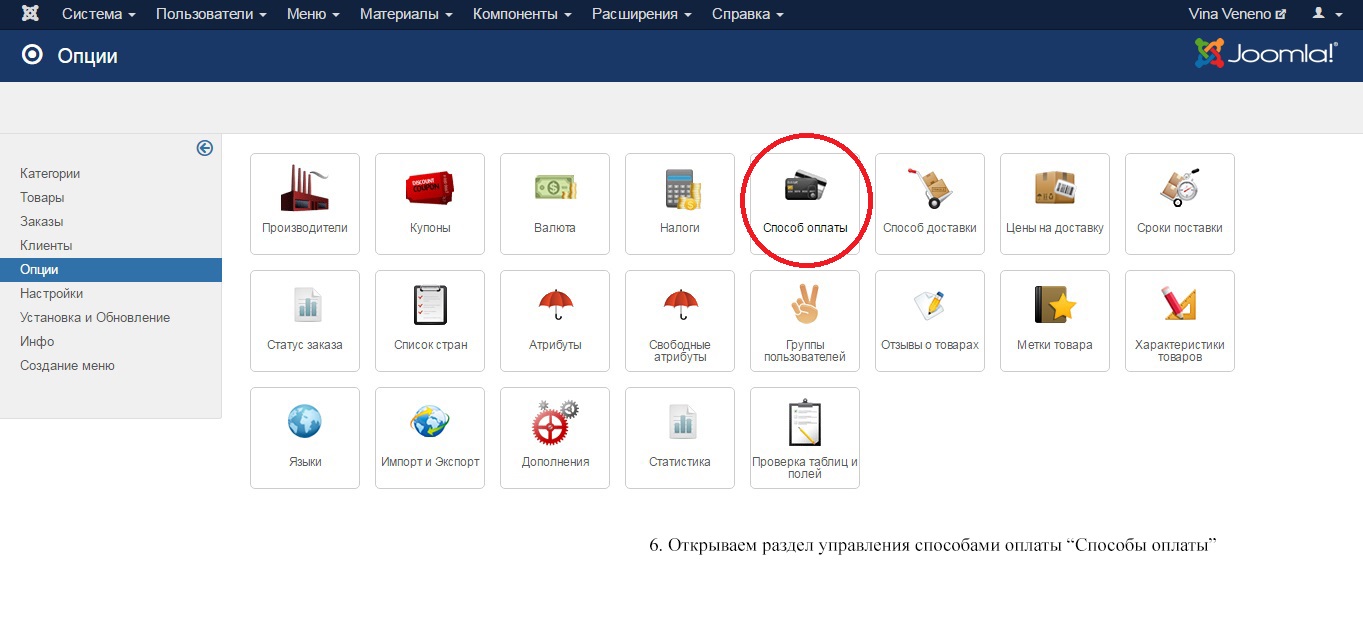 Система Пользователи Меню Материалы Компоненты Расширения Справка Vina Veneno
Опции Joomla!®
Категории
Товары
Заказы
Клиенты
Опции
Настройки
Установка и Обновление
Инфо
Создание меню
DISCOUNT
COUPON
Производители Купоны Валюта Налоги Способ оплаты Способ доставки Цены на доставку Сроки поставки
Статус заказа Список стран Атрибуты Свободные атрибуты Группы пользователей Отзывы о товарах Метки товара Характеристики товаров
Языки Импорт и Экспорт Дополнения Статистика Проверка таблиц и полей
6. Открываем раздел управления способами оплаты “Способы оплаты”